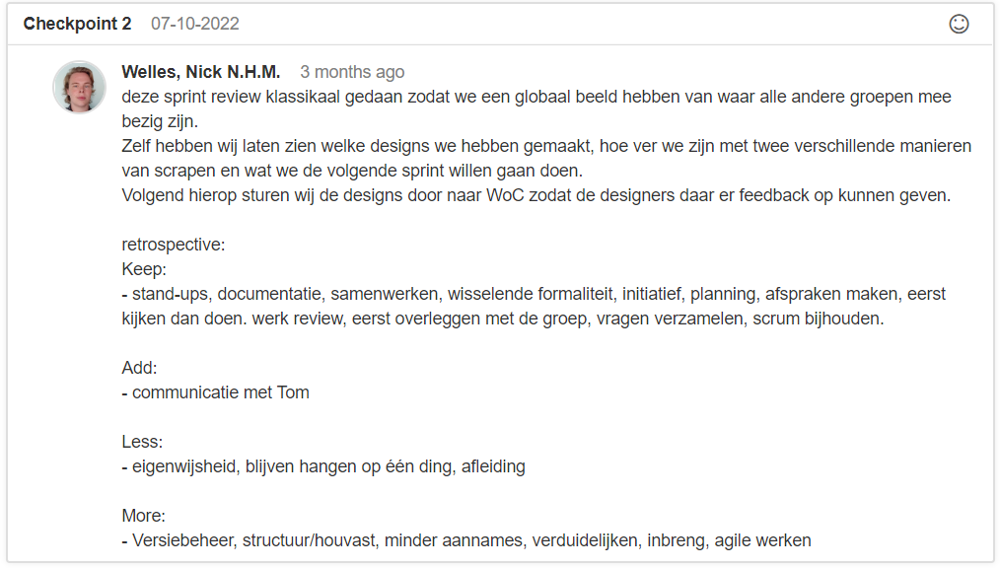 Checkpoint 2 07-10-2022
Welles, Nick N.H.M. 3 months ago
deze sprint review klassikaal gedaan zodat we een globaal beeld hebben van waar alle andere groepen mee
bezig zijn.
Zelf hebben wij laten zien welke designs we hebben gemaakt, hoe ver we zijn met twee verschillende manieren
van scrapen en wat we de volgende sprint willen gaan doen.
Volgend hierop sturen wij de designs door naar WoC zodat de designers daar er feedback op kunnen geven.
retrospective:
Keep:
- stand-ups, documentatie, samenwerken, wisselende formaliteit, initiatief, planning, afspraken maken, eerst
kijken dan doen. werk review, eerst overleggen met de groep, vragen verzamelen, scrum bijhouden.
Add:
- communicatie met Tom
Less:
- eigenwijsheid, blijven hangen op één ding, afleiding
More:
- Versiebeheer, structuur/houvast, minder aannames, verduidelijken, inbreng, agile werken